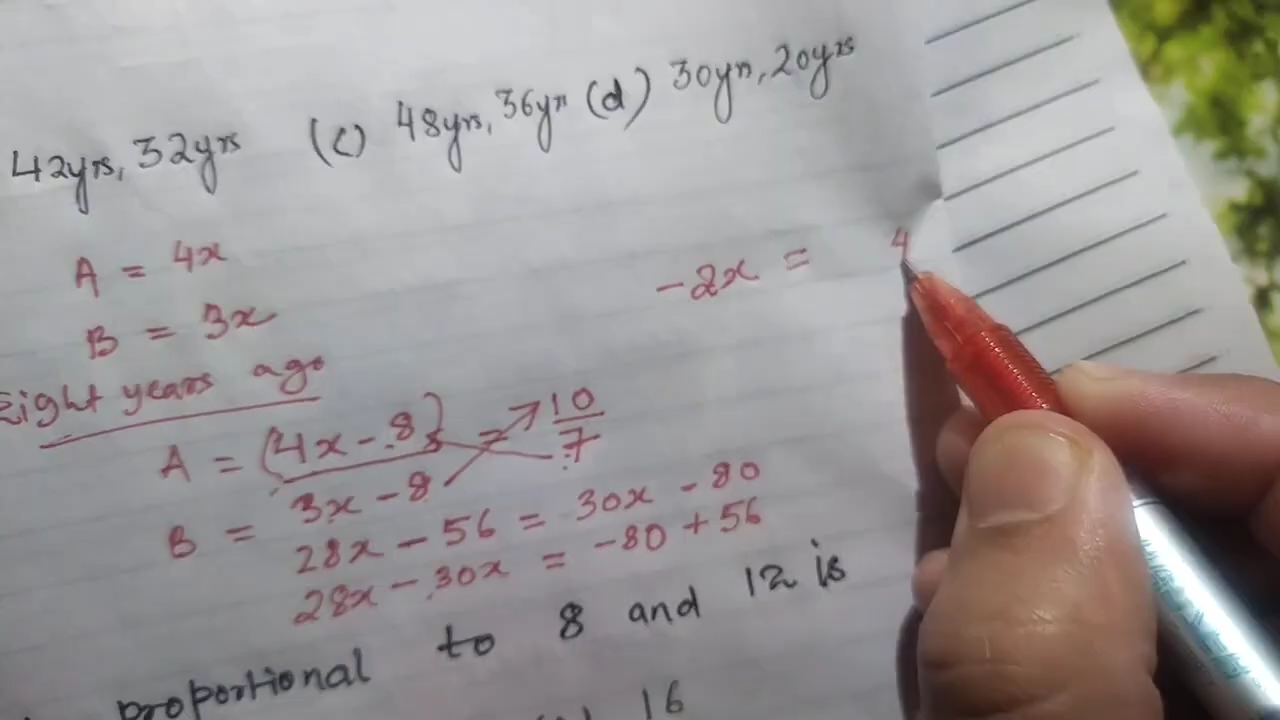 42yrs, 32yrs (c) 48yrs, 36yrs (d) 30yrs, 20yrs
A = 4x
B = 3x
-2x = 4
Eight years ago
A = (4x - 8) = 10
B = 3x - 8 7
28x - 56 = 30x - 80
28x - 30x = -80 + 56
proportional to 8 and 12 is
16